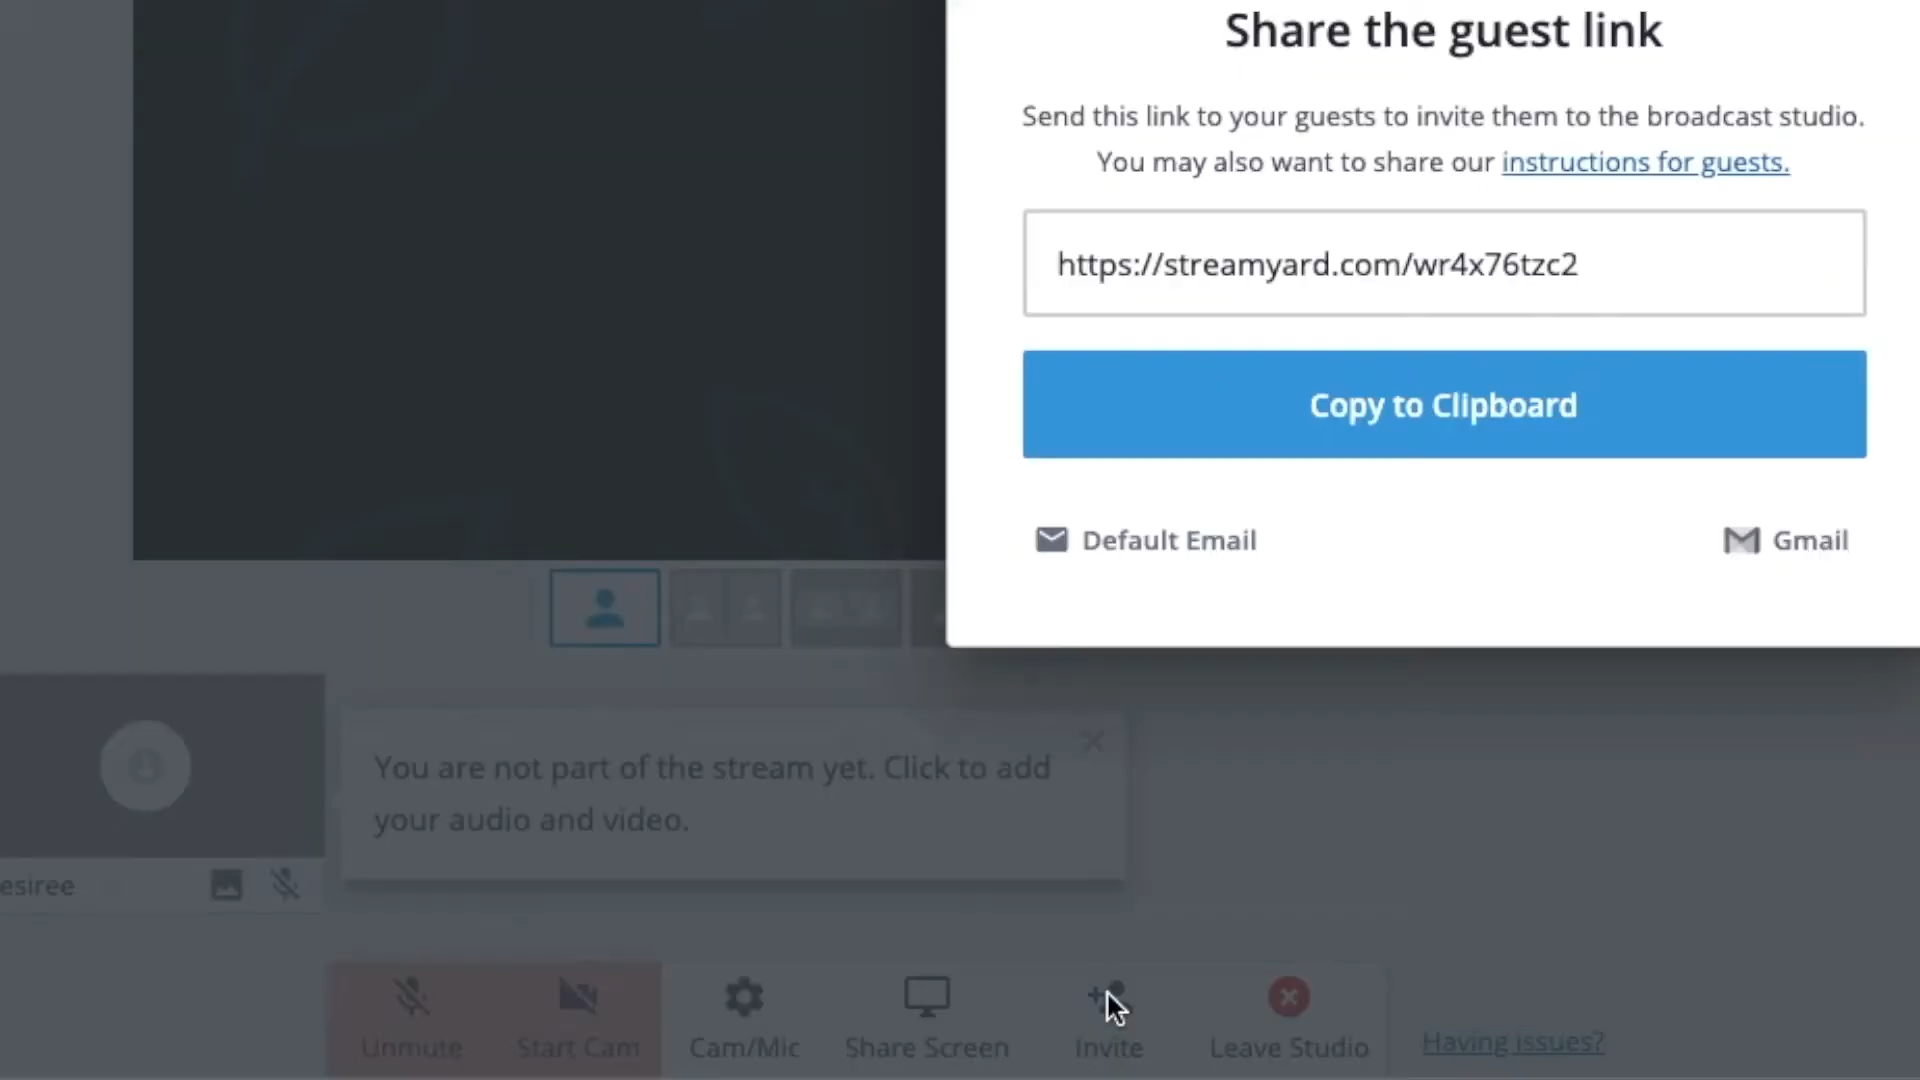 Share the guest link
Send this link to your guests to invite them to the broadcast studio.
You may also want to share our instructions for guests.
https://streamyard.com/wr4x76tzc2
Copy to Clipboard
Default Email
Gmail
You are not part of the stream yet. Click to add
your audio and video.
esiree
Unmute
Start Cam
Cam/Mic
Share Screen
Invite
Leave Studio
Having issues?